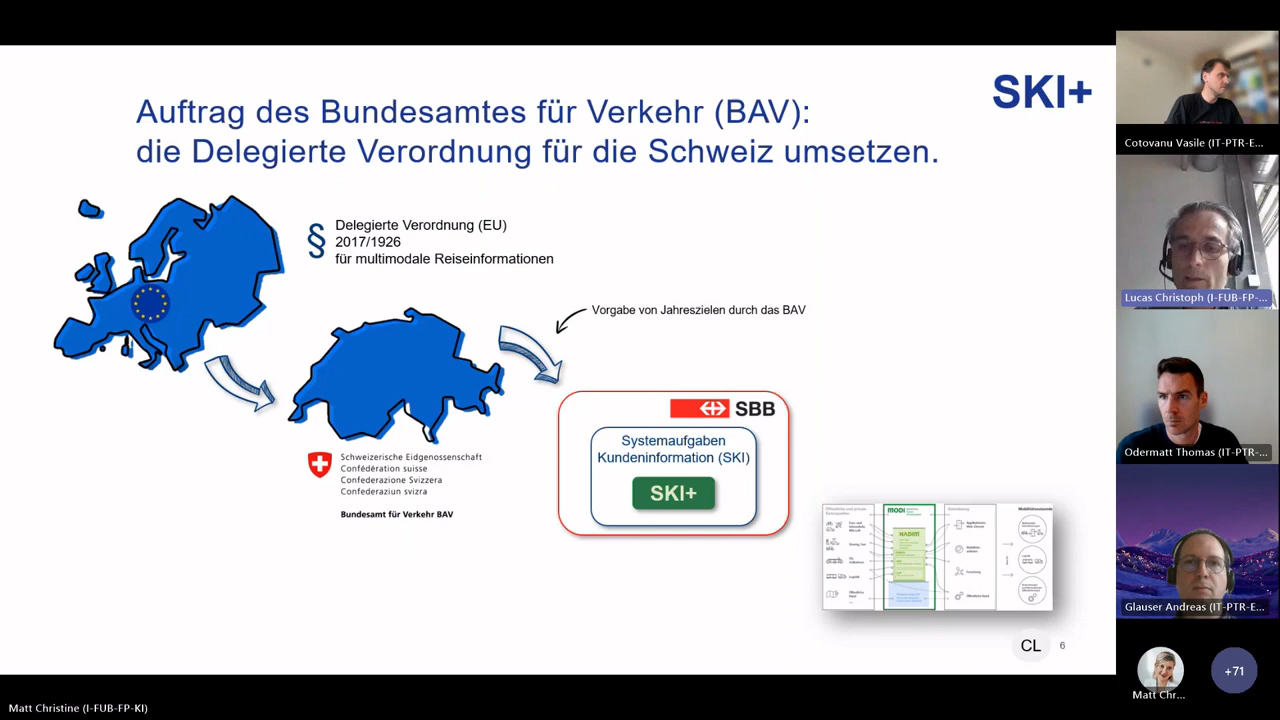 SKI+
Auftrag des Bundesamtes für Verkehr (BAV):
die Delegierte Verordnung für die Schweiz umsetzen.
§
Delegierte Verordnung (EU)
2017/1926
für multimodale Reiseinformationen
Vorgabe von Jahreszielen durch das BAV
SBB
Systemaufgaben
Kundeninformation (SKI)
SKI+
Schweizerische Eidgenossenschaft
Confédération suisse
Confederazione Svizzera
Confederaziun svizra
Bundesamt für Verkehr BAV
MODI
NADIM
CL
6
Cotovanu Vasile (IT-PTR-E...
Lucas Christoph (I-FUB-FP-...
Odermatt Thomas (IT-PTR-...
Glauser Andreas (IT-PTR-E...
Matt Chr...
+71
Matt Christine (I-FUB-FP-KI)